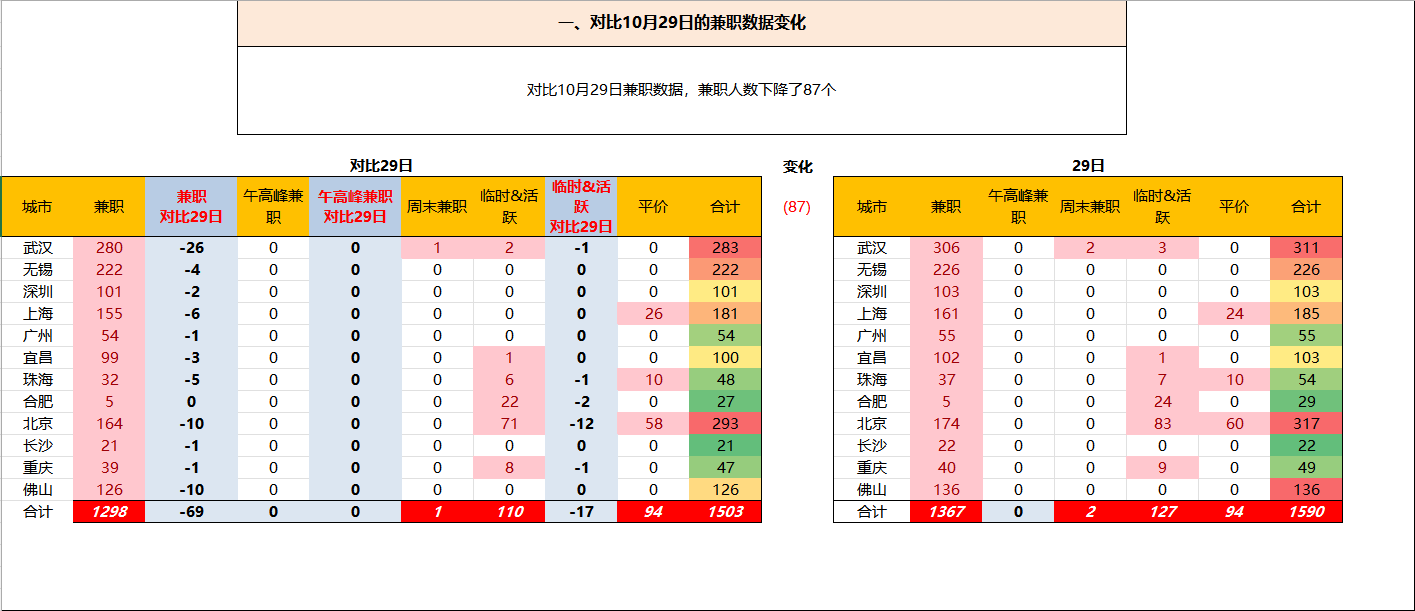 一、对比10月29日的兼职数据变化
对比10月29日兼职数据，兼职人数下降了87个
对比29日 变化 29日
城市 兼职 兼职 对比29日 午高峰兼职 午高峰兼职 对比29日 周末兼职 临时&活跃 临时&活跃 对比29日 平价 合计 (87) 城市 兼职 午高峰兼职 周末兼职 临时&活跃 平价 合计
武汉 280 -26 0 0 1 2 -1 0 283 武汉 306 0 2 3 0 311
无锡 222 -4 0 0 0 0 0 0 222 无锡 226 0 0 0 0 226
深圳 101 -2 0 0 0 0 0 0 101 深圳 103 0 0 0 0 103
上海 155 -6 0 0 0 0 0 26 181 上海 161 0 0 0 24 185
广州 54 -1 0 0 0 0 0 0 54 广州 55 0 0 0 0 55
宜昌 99 -3 0 0 0 1 0 0 100 宜昌 102 0 0 1 0 103
珠海 32 -5 0 0 0 6 -1 10 48 珠海 37 0 0 7 10 54
合肥 5 0 0 0 0 22 -2 0 27 合肥 5 0 0 24 0 29
北京 164 -10 0 0 0 71 -12 58 293 北京 174 0 0 83 60 317
长沙 21 -1 0 0 0 0 0 0 21 长沙 22 0 0 0 0 22
重庆 39 -1 0 0 0 8 -1 0 47 重庆 40 0 0 9 0 49
佛山 126 -10 0 0 0 0 0 0 126 佛山 136 0 0 0 0 136
合计 1298 -69 0 0 1 110 -17 94 1503 合计 1367 0 2 127 94 1590